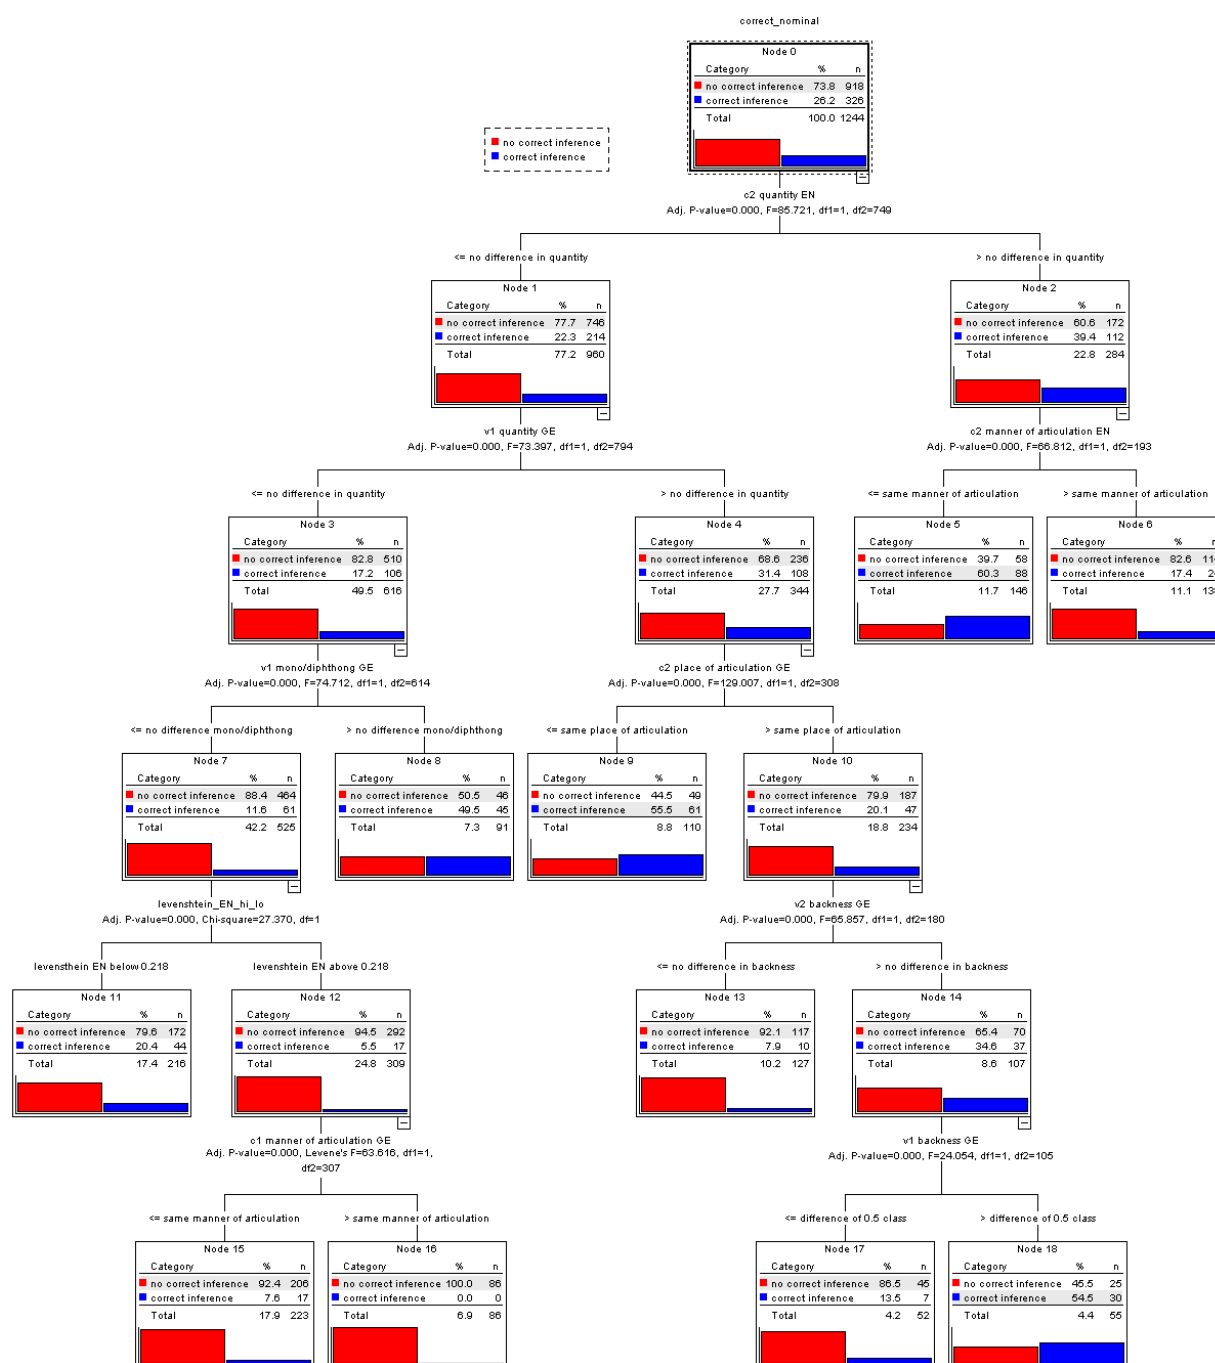 correct_nominal
Node 0
Category % n
no correct inference 73.8 918
correct inference 26.2 326
Total 100.0 1244
no correct inference
correct inference
c2 quantity EN
Adj. P-value=0.000, F=85.721, df1=1, df2=749
<= no difference in quantity
> no difference in quantity
Node 1
Category % n
no correct inference 77.7 746
correct inference 22.3 214
Total 77.2 960
Node 2
Category % n
no correct inference 60.6 172
correct inference 39.4 112
Total 22.8 284
v1 quantity GE
Adj. P-value=0.000, F=73.397, df1=1, df2=794
c2 manner of articulation EN
Adj. P-value=0.000, F=66.812, df1=1, df2=193
<= no difference in quantity
> no difference in quantity
<= same manner of articulation
> same manner of articulation
Node 3
Category % n
no correct inference 82.8 510
correct inference 17.2 106
Total 49.5 616
Node 4
Category % n
no correct inference 68.6 236
correct inference 31.4 108
Total 27.7 344
Node 5
Category % n
no correct inference 39.7 58
correct inference 60.3 88
Total 11.7 146
Node 6
Category %
no correct inference 82.6
correct inference 17.4
Total 11.1
v1 mono/diphthong GE
Adj. P-value=0.000, F=74.712, df1=1, df2=614
c2 place of articulation GE
Adj. P-value=0.000, F=129.007, df1=1, df2=308
<= no difference mono/diphthong
> no difference mono/diphthong
<= same place of articulation
> same place of articulation
Node 7
Category % n
no correct inference 88.4 464
correct inference 11.6 61
Total 42.2 525
Node 8
Category % n
no correct inference 50.5 46
correct inference 49.5 45
Total 7.3 91
Node 9
Category % n
no correct inference 44.5 49
correct inference 55.5 61
Total 8.8 110
Node 10
Category % n
no correct inference 79.9 187
correct inference 20.1 47
Total 18.8 234
levenshtein_EN_hi_lo
Adj. P-value=0.000, Chi-square=27.370, df=1
v2 backness GE
Adj. P-value=0.000, F=65.857, df1=1, df2=180
levensthein EN below 0.218
levenshtein EN above 0.218
<= no difference in backness
> no difference in backness
Node 11
Category % n
no correct inference 79.6 172
correct inference 20.4 44
Total 17.4 216
Node 12
Category % n
no correct inference 94.5 292
correct inference 5.5 17
Total 24.8 309
Node 13
Category % n
no correct inference 92.1 117
correct inference 7.9 10
Total 10.2 127
Node 14
Category % n
no correct inference 65.4 70
correct inference 34.6 37
Total 8.6 107
c1 manner of articulation GE
Adj. P-value=0.000, Levene's F=63.616, df1=1,
df2=307
v1 backness GE
Adj. P-value=0.000, F=24.054, df1=1, df2=105
<= same manner of articulation
> same manner of articulation
<= difference of 0.5 class
> difference of 0.5 class
Node 15
Category % n
no correct inference 92.4 206
correct inference 7.6 17
Total 17.9 223
Node 16
Category % n
no correct inference 100.0 86
correct inference 0.0 0
Total 6.9 86
Node 17
Category % n
no correct inference 86.5 45
correct inference 13.5 7
Total 4.2 52
Node 18
Category % n
no correct inference 45.5 25
correct inference 54.5 30
Total 4.4 55